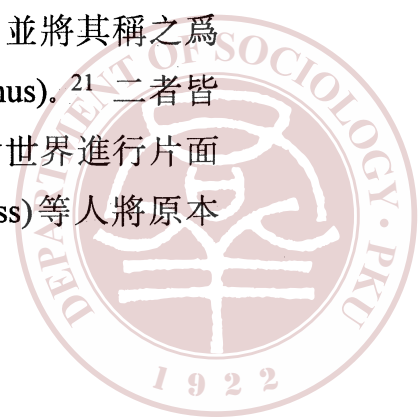 並將其稱之爲
nus)。²¹ 二者皆
世界進行片面
ss)等人將原本
DEPARTMENT OF SOCIOLOGY · PKU
1922